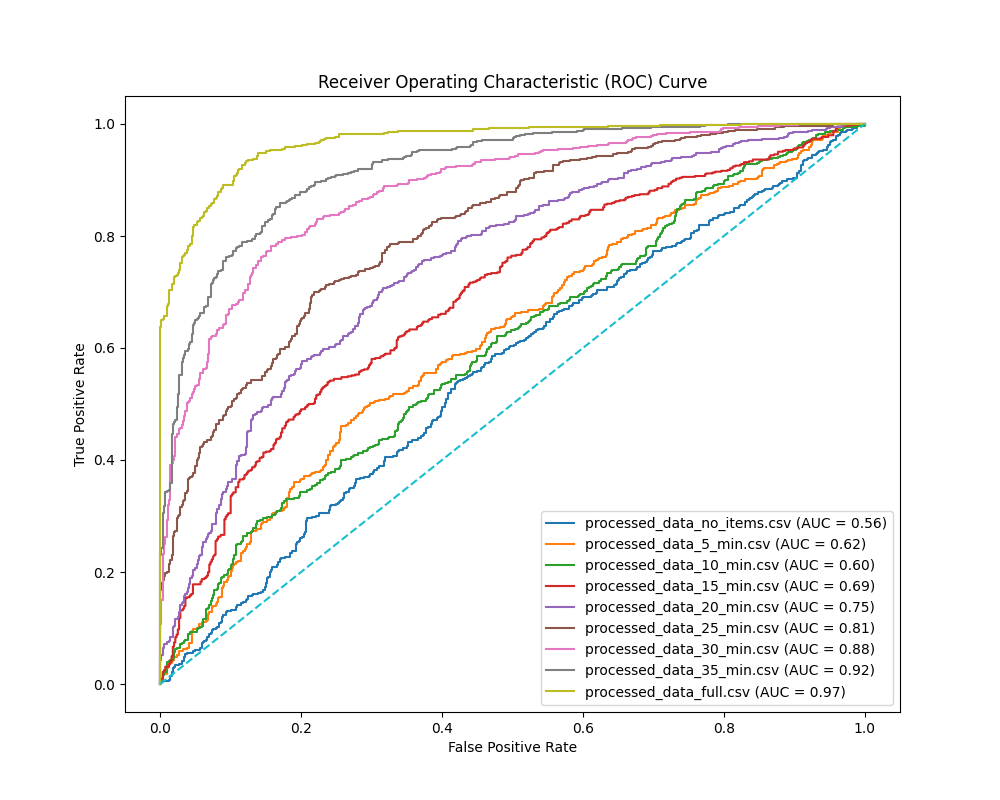 Receiver Operating Characteristic (ROC) Curve
1.0
0.8
0.6
0.4
0.2
0.0
True Positive Rate
processed_data_no_items.csv (AUC = 0.56)
processed_data_5_min.csv (AUC = 0.62)
processed_data_10_min.csv (AUC = 0.60)
processed_data_15_min.csv (AUC = 0.69)
processed_data_20_min.csv (AUC = 0.75)
processed_data_25_min.csv (AUC = 0.81)
processed_data_30_min.csv (AUC = 0.88)
processed_data_35_min.csv (AUC = 0.92)
processed_data_full.csv (AUC = 0.97)
0.0 0.2 0.4 0.6 0.8 1.0
False Positive Rate